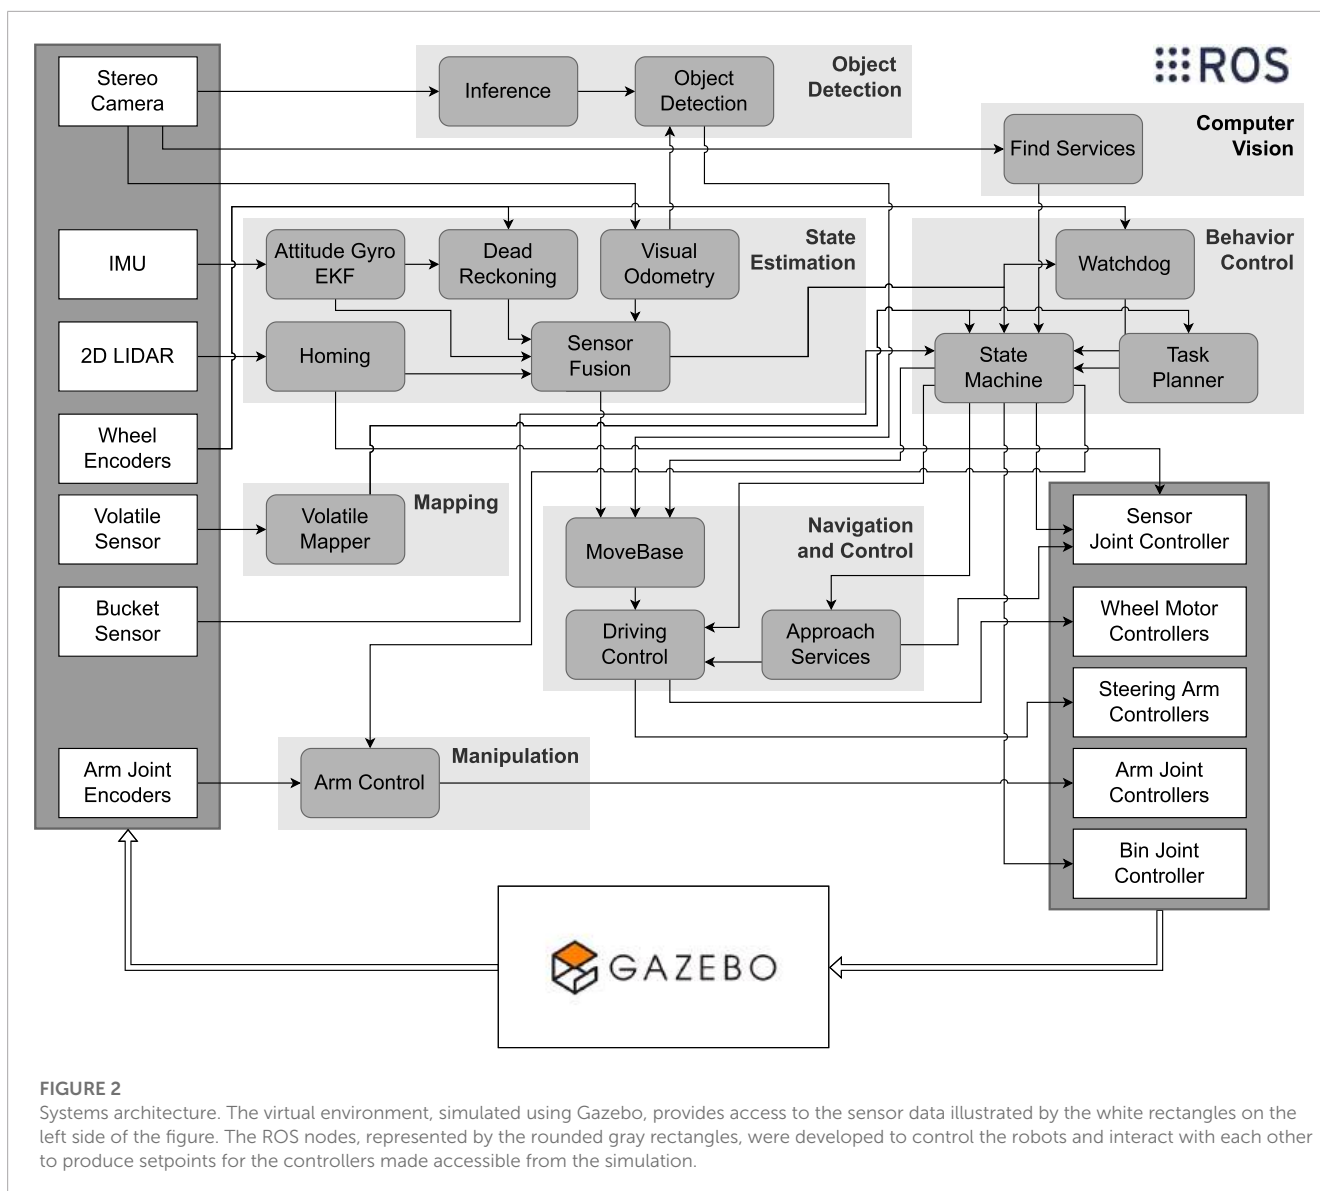 Stereo
Camera
Inference
Object
Detection
Object
Detection
ROS
Find Services
Computer
Vision
IMU
Attitude Gyro
EKF
Dead
Reckoning
Visual
Odometry
State
Estimation
Watchdog
Behavior
Control
2D LIDAR
Homing
Sensor
Fusion
State
Machine
Task
Planner
Wheel
Encoders
Volatile
Sensor
Volatile
Mapper
Mapping
MoveBase
Navigation
and Control
Sensor
Joint Controller
Bucket
Sensor
Driving
Control
Approach
Services
Wheel Motor
Controllers
Steering Arm
Controllers
Arm Joint
Encoders
Arm Control
Manipulation
Arm Joint
Controllers
Bin Joint
Controller
GAZEBO
FIGURE 2
Systems architecture. The virtual environment, simulated using Gazebo, provides access to the sensor data illustrated by the white rectangles on the
left side of the figure. The ROS nodes, represented by the rounded gray rectangles, were developed to control the robots and interact with each other
to produce setpoints for the controllers made accessible from the simulation.